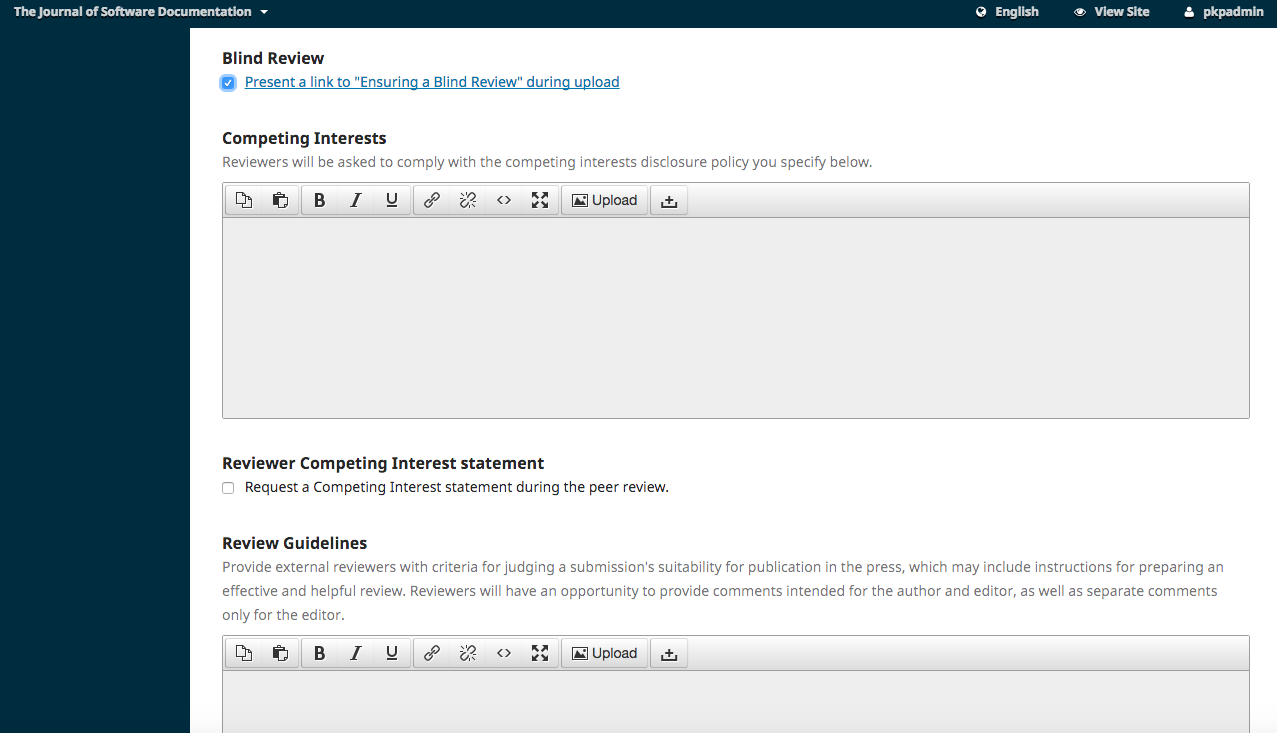 The Journal of Software Documentation English View Site pkpadmin
Blind Review
Present a link to "Ensuring a Blind Review" during upload
Competing Interests
Reviewers will be asked to comply with the competing interests disclosure policy you specify below.
B I U <> Upload
Reviewer Competing Interest statement
Request a Competing Interest statement during the peer review.
Review Guidelines
Provide external reviewers with criteria for judging a submission's suitability for publication in the press, which may include instructions for preparing an
effective and helpful review. Reviewers will have an opportunity to provide comments intended for the author and editor, as well as separate comments
only for the editor.
B I U <> Upload